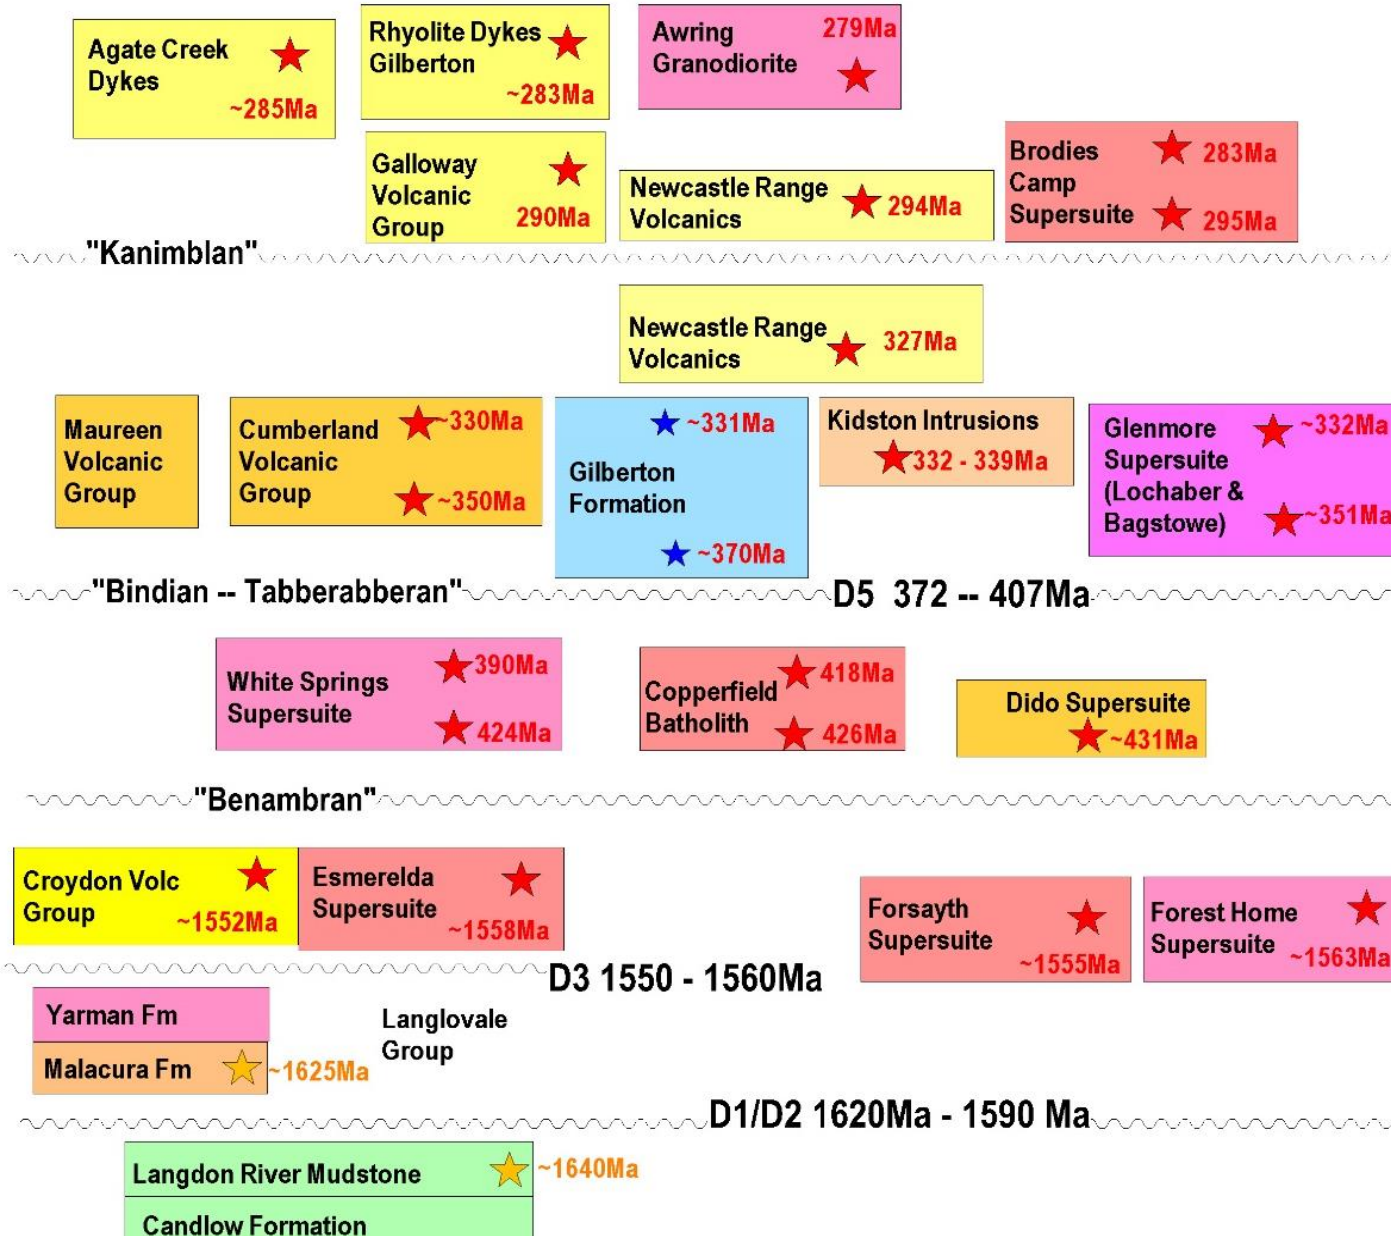 Agate Creek
Dykes
~285Ma
Rhyolite Dykes
Gilberton
~283Ma
Awring
Granodiorite
279Ma
Galloway
Volcanic
Group
290Ma
Newcastle Range
Volcanics
294Ma
Brodies
Camp
Supersuite
283Ma
295Ma
"Kanimblan"
Newcastle Range
Volcanics
327Ma
Maureen
Volcanic
Group
Cumberland
Volcanic
Group
~330Ma
~350Ma
Gilberton
Formation
~331Ma
~370Ma
Kidston Intrusions
332 - 339Ma
Glenmore
Supersuite
(Lochaber &
Bagstowe)
~332Ma
~351Ma
"Bindian -- Tabberabberan"
D5 372 -- 407Ma
White Springs
Supersuite
390Ma
424Ma
Copperfield
Batholith
418Ma
426Ma
Dido Supersuite
~431Ma
"Benambran"
Croydon Volc
Group
~1552Ma
Esmerelda
Supersuite
~1558Ma
Forsayth
Supersuite
~1555Ma
Forest Home
Supersuite
~1563Ma
D3 1550 - 1560Ma
Yarman Fm
Malacura Fm
~1625Ma
Langlovale
Group
D1/D2 1620Ma - 1590 Ma
Langdon River Mudstone
~1640Ma
Candlow Formation